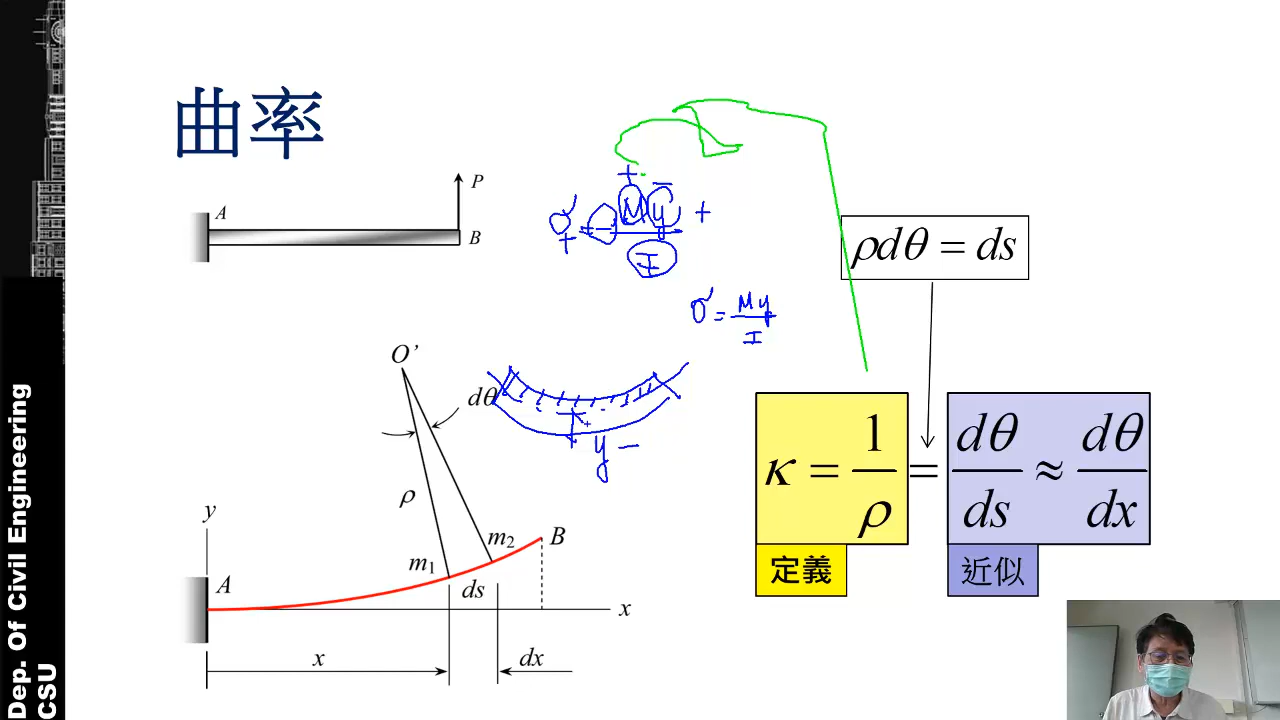 曲率
P
A
B
σ = - My / I
+ + - +
σ = My / I
ρdθ = ds
O’
dθ
ρ
y
m₁
m₂
B
A
ds
x
x
dx
y -
κ = 1/ρ = dθ/ds ≈ dθ/dx
定義
近似
Dep. Of Civil Engineering
CSU